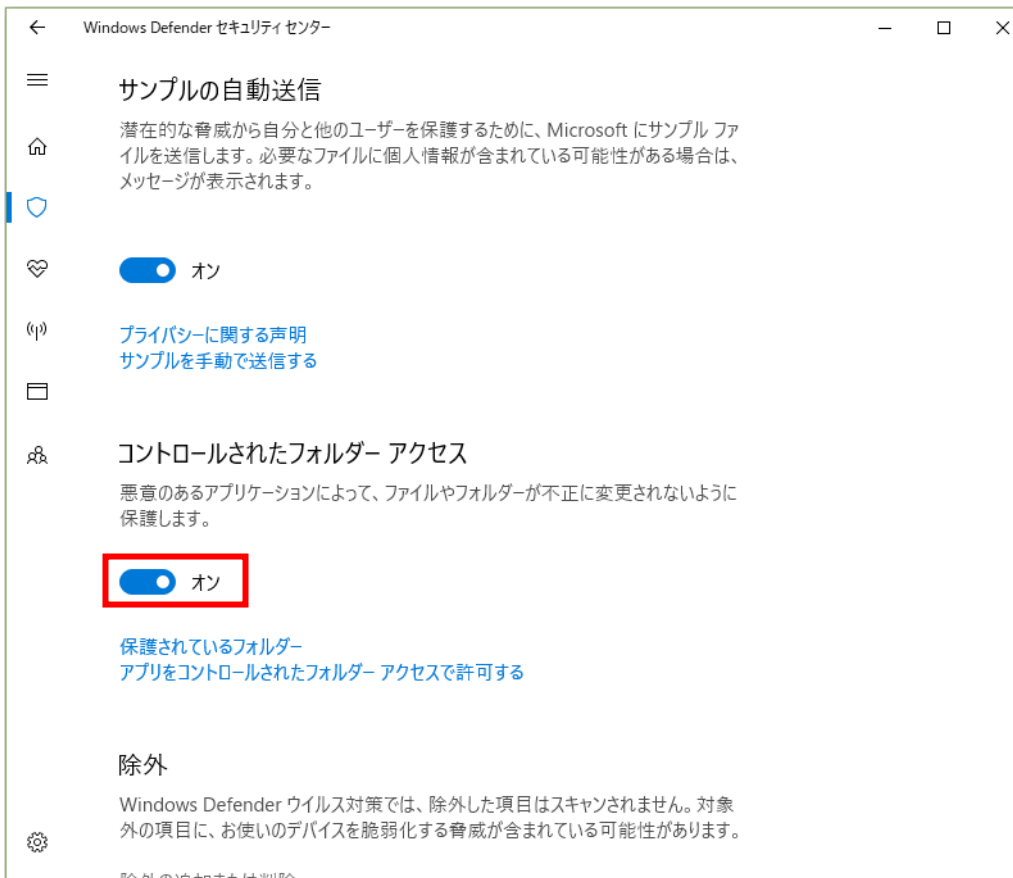 Windows Defender セキュリティ センター
サンプルの自動送信
潜在的な脅威から自分と他のユーザーを保護するために、Microsoft にサンプル ファ
イルを送信します。必要なファイルに個人情報が含まれている可能性がある場合は、
メッセージが表示されます。
オン
プライバシーに関する声明
サンプルを手動で送信する
コントロールされたフォルダー アクセス
悪意のあるアプリケーションによって、ファイルやフォルダーが不正に変更されないように
保護します。
オン
保護されているフォルダー
アプリをコントロールされたフォルダー アクセスで許可する
除外
Windows Defender ウイルス対策では、除外した項目はスキャンされません。対象
外の項目に、お使いのデバイスを脆弱化する脅威が含まれている可能性があります。
除外の追加または削除